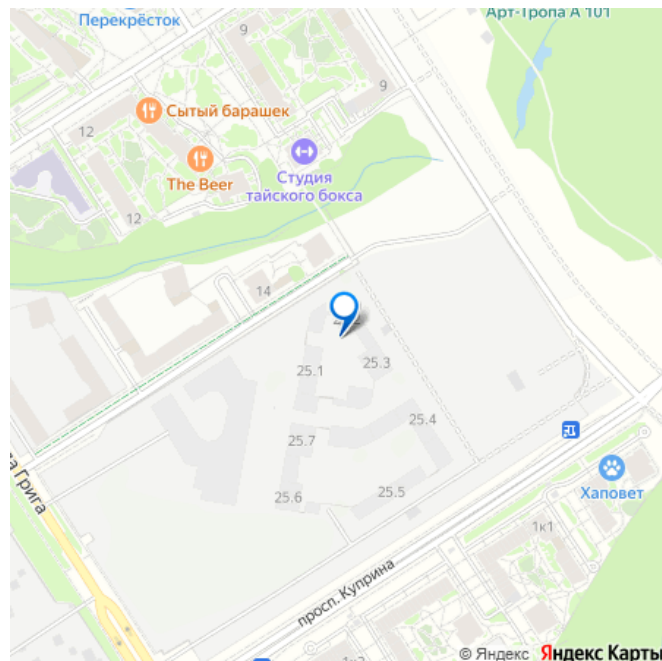 Арт-Тропа А 101
Перекрёсток
9
9
Сытый барашек
12
The Beer
Студия
тайского бокса
12
14
25.1
25.3
25.4
25.7
25.6
25.5
Хаповет
1к1
а Грига
просп. Куприна
© Яндекс Яндекс Карты